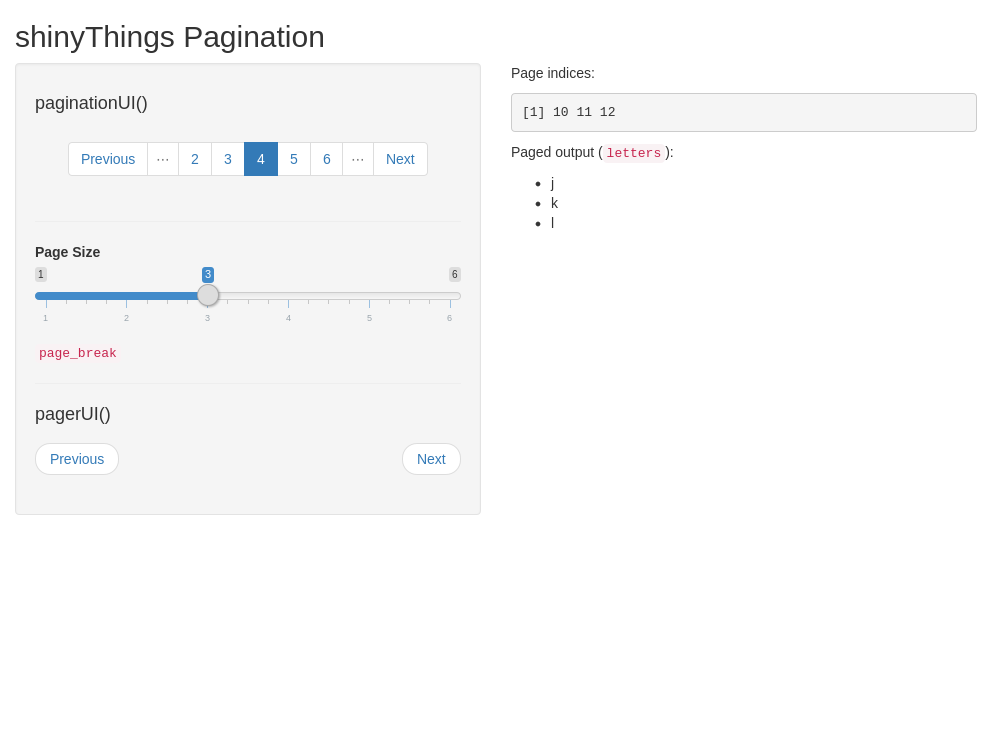 shinyThings Pagination
paginationUI()
Previous ··· 2 3 4 5 6 ··· Next
Page Size
1 3 6
1 2 3 4 5 6
page_break
pagerUI()
Previous Next
Page indices:
[1] 10 11 12
Paged output ( letters ):
• j
• k
• l